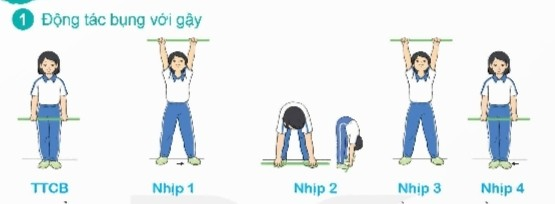 1 Động tác bụng với gậy
TTCB Nhịp 1 Nhịp 2 Nhịp 3 Nhịp 4